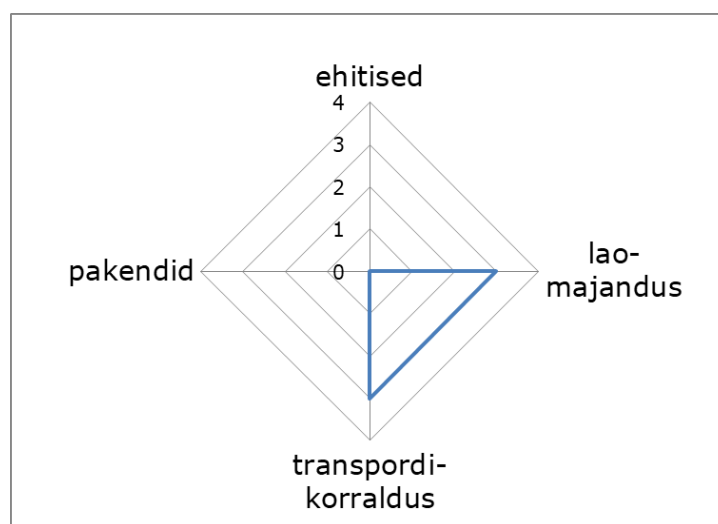 ehitised
4
3
2
1
0
pakendid
lao-
majandus
transpordi-
korraldus